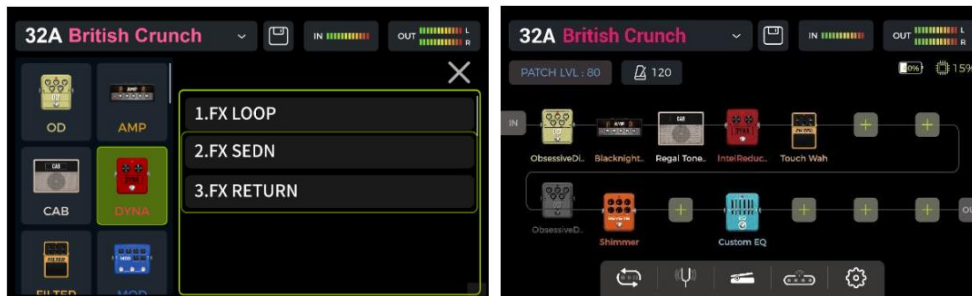 32A British Crunch
IN
OUT
L
R
OD
AMP
CAB
DYNA
FILTER
MOD
1.FX LOOP
2.FX SEDN
3.FX RETURN
32A British Crunch
IN
OUT
L
R
PATCH LVL : 80
120
0%
15%
IN
ObsessiveDi..
Blacknight..
Regal Tone..
IntelReduc..
Touch Wah
ObsessiveD..
Shimmer
Custom EQ